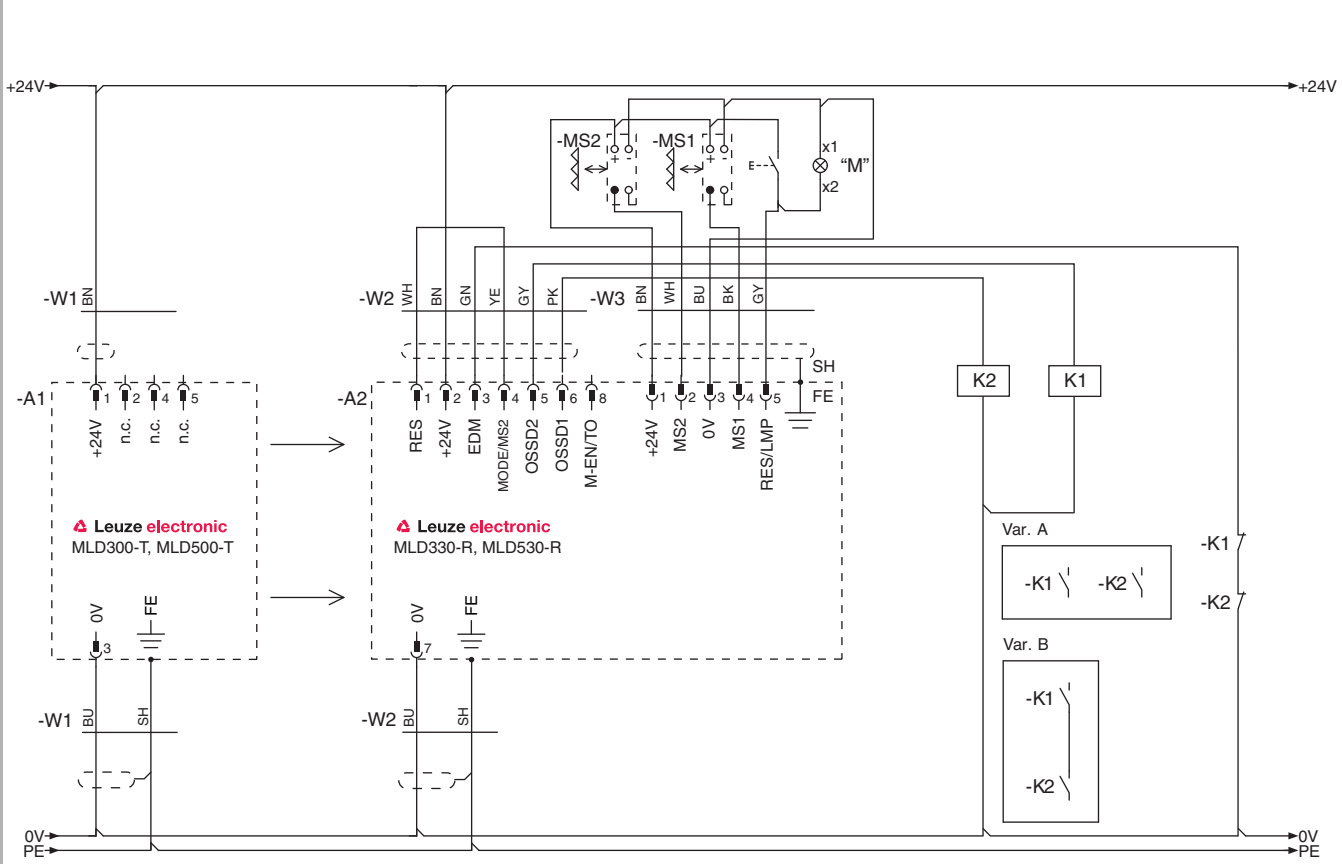 +24V
+24V
-MS2
-MS1
+
-
+
-
x1
"M"
x2
-W1
BN
-W2
WH
BN
GN
YE
GY
PK
-W3
BN
WH
BU
BK
GY
SH
K2
K1
-A1
1
2
4
5
-A2
1
2
3
4
5
6
8
1
2
3
4
5
FE
+24V
n.c.
n.c.
n.c.
RES
+24V
EDM
MODE/MS2
OSSD2
OSSD1
M-EN/TO
+24V
MS2
0V
MS1
RES/LMP
Leuze electronic
MLD300-T, MLD500-T
Leuze electronic
MLD330-R, MLD530-R
Var. A
-K1
-K2
-K1
-K2
0V
FE
3
0V
FE
7
Var. B
-K1
-K2
-W1
BU
SH
-W2
BU
SH
0V
PE
0V
PE